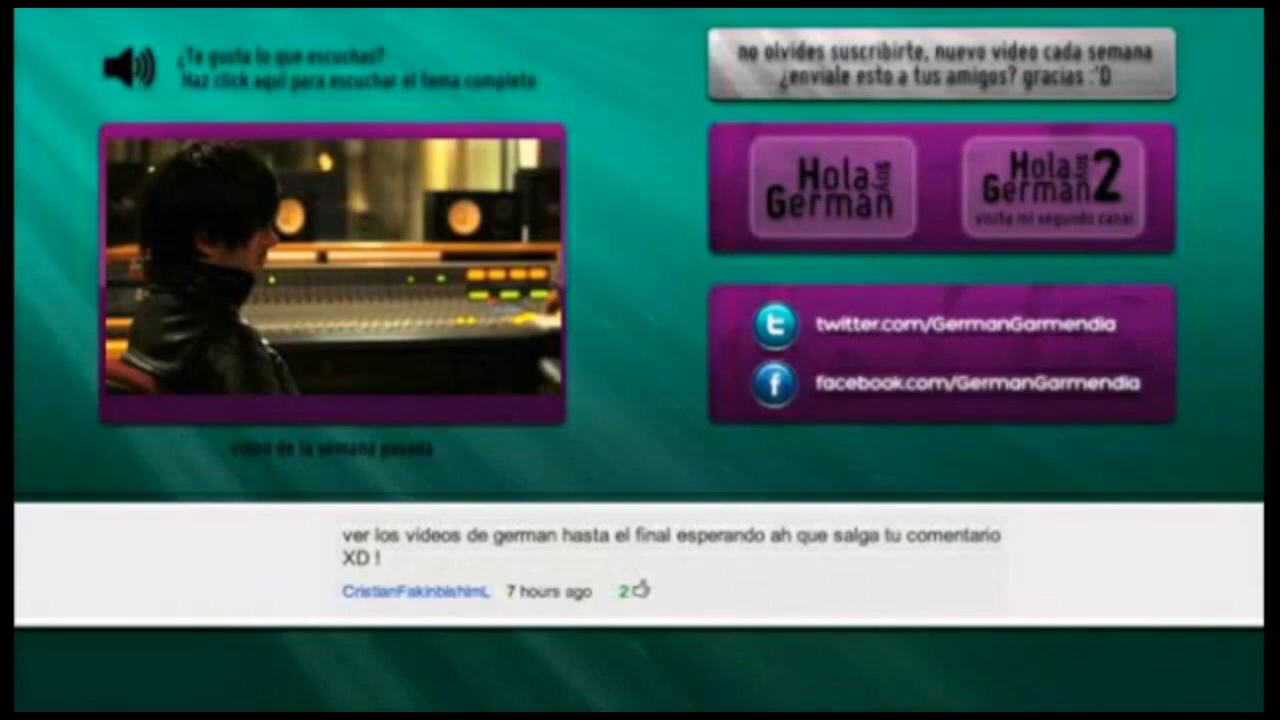 ¿Te gusta lo que escuchas?
Haz click aquí para escuchar el tema completo
no olvides suscribirte, nuevo video cada semana
¿enviale esto a tus amigos? gracias :'D
Hola soy
German
Hola soy
German 2
visita mi segundo canal
twitter.com/GermanGarmendia
facebook.com/GermanGarmendia
video de la semana pasada
ver los videos de german hasta el final esperando ah que salga tu comentario
XD !
7 hours ago 2